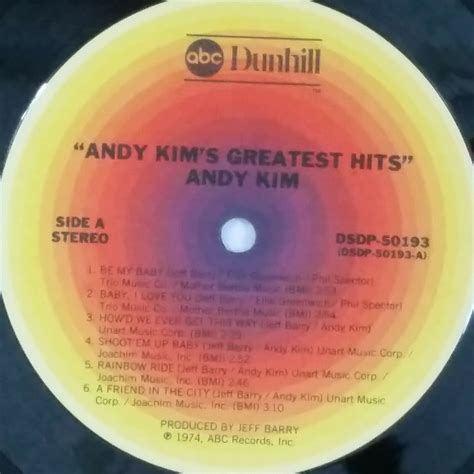 abc Dunhill
TM
"ANDY KIM'S GREATEST HITS"
ANDY KIM
SIDE A
STEREO
DSDP-50193
(DSDP-50193-A)
1. BE MY BABY (Jeff Barry / Ellie Greenwich / Phil Spector)
Trio Music Co. / Mother Bertha Music (BMI)
2. BABY, I LOVE YOU (Jeff Barry / Ellie Greenwich / Phil Spector)
Trio Music Co. / Mother Bertha Music (BMI)
3. HOW'D WE EVER GET THIS WAY (Jeff Barry / Andy Kim)
Unart Music Corp. (BMI)
4. SHOOT'EM UP BABY (Jeff Barry / Andy Kim) Unart Music Corp. /
Joachim Music, Inc. (BMI) 2:52
5. RAINBOW RIDE (Jeff Barry / Andy Kim) Unart Music Corp. /
Joachim Music, Inc. (BMI) 2:46
6. A FRIEND IN THE CITY (Jeff Barry / Andy Kim) Unart Music
Corp. / Joachim Music, Inc. (BMI) 3:10
PRODUCED BY JEFF BARRY
℗ 1974, ABC Records, Inc.